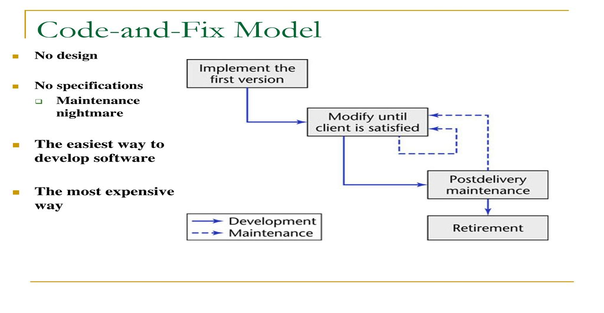 Code-and-Fix Model
No design
No specifications
Maintenance
nightmare
The easiest way to
develop software
The most expensive
way
Implement the
first version
Modify until
client is satisfied
Postdelivery
maintenance
Retirement
Development
Maintenance